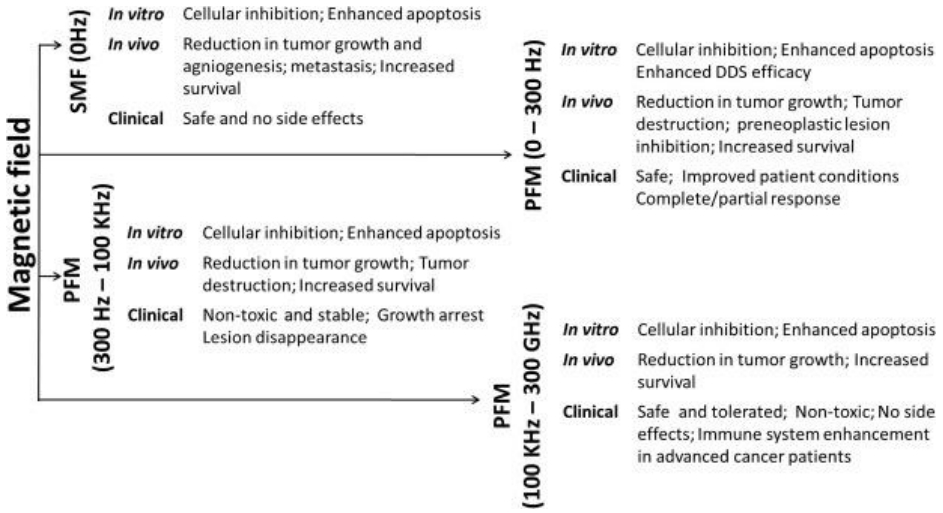 Magnetic field
SMF (0Hz)
In vitro Cellular inhibition; Enhanced apoptosis
In vivo Reduction in tumor growth and
agniogenesis; metastasis; Increased
survival
Clinical Safe and no side effects
PFM (0 – 300 Hz)
In vitro Cellular inhibition; Enhanced apoptosis
Enhanced DDS efficacy
In vivo Reduction in tumor growth; Tumor
destruction; preneoplastic lesion
inhibition; Increased survival
Clinical Safe; Improved patient conditions
Complete/partial response
PFM
(300 Hz – 100 KHz)
In vitro Cellular inhibition; Enhanced apoptosis
In vivo Reduction in tumor growth; Tumor
destruction; Increased survival
Clinical Non-toxic and stable; Growth arrest
Lesion disappearance
PFM
(100 KHz – 300 GHz)
In vitro Cellular inhibition; Enhanced apoptosis
In vivo Reduction in tumor growth; Increased
survival
Clinical Safe and tolerated; Non-toxic; No side
effects; Immune system enhancement
in advanced cancer patients